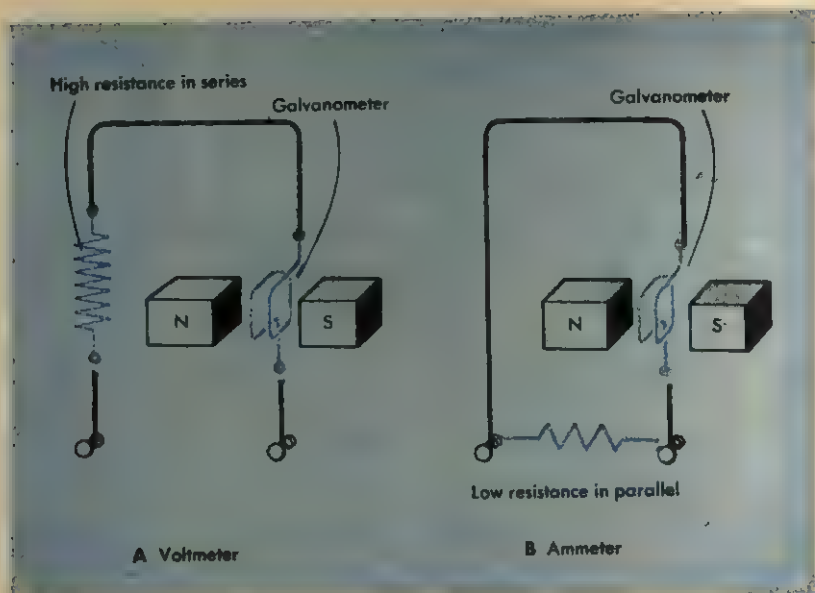 High resistance in series
Galvanometer
N
S
A Voltmeter
Galvanometer
N
S
Low resistance in parallel
B Ammeter